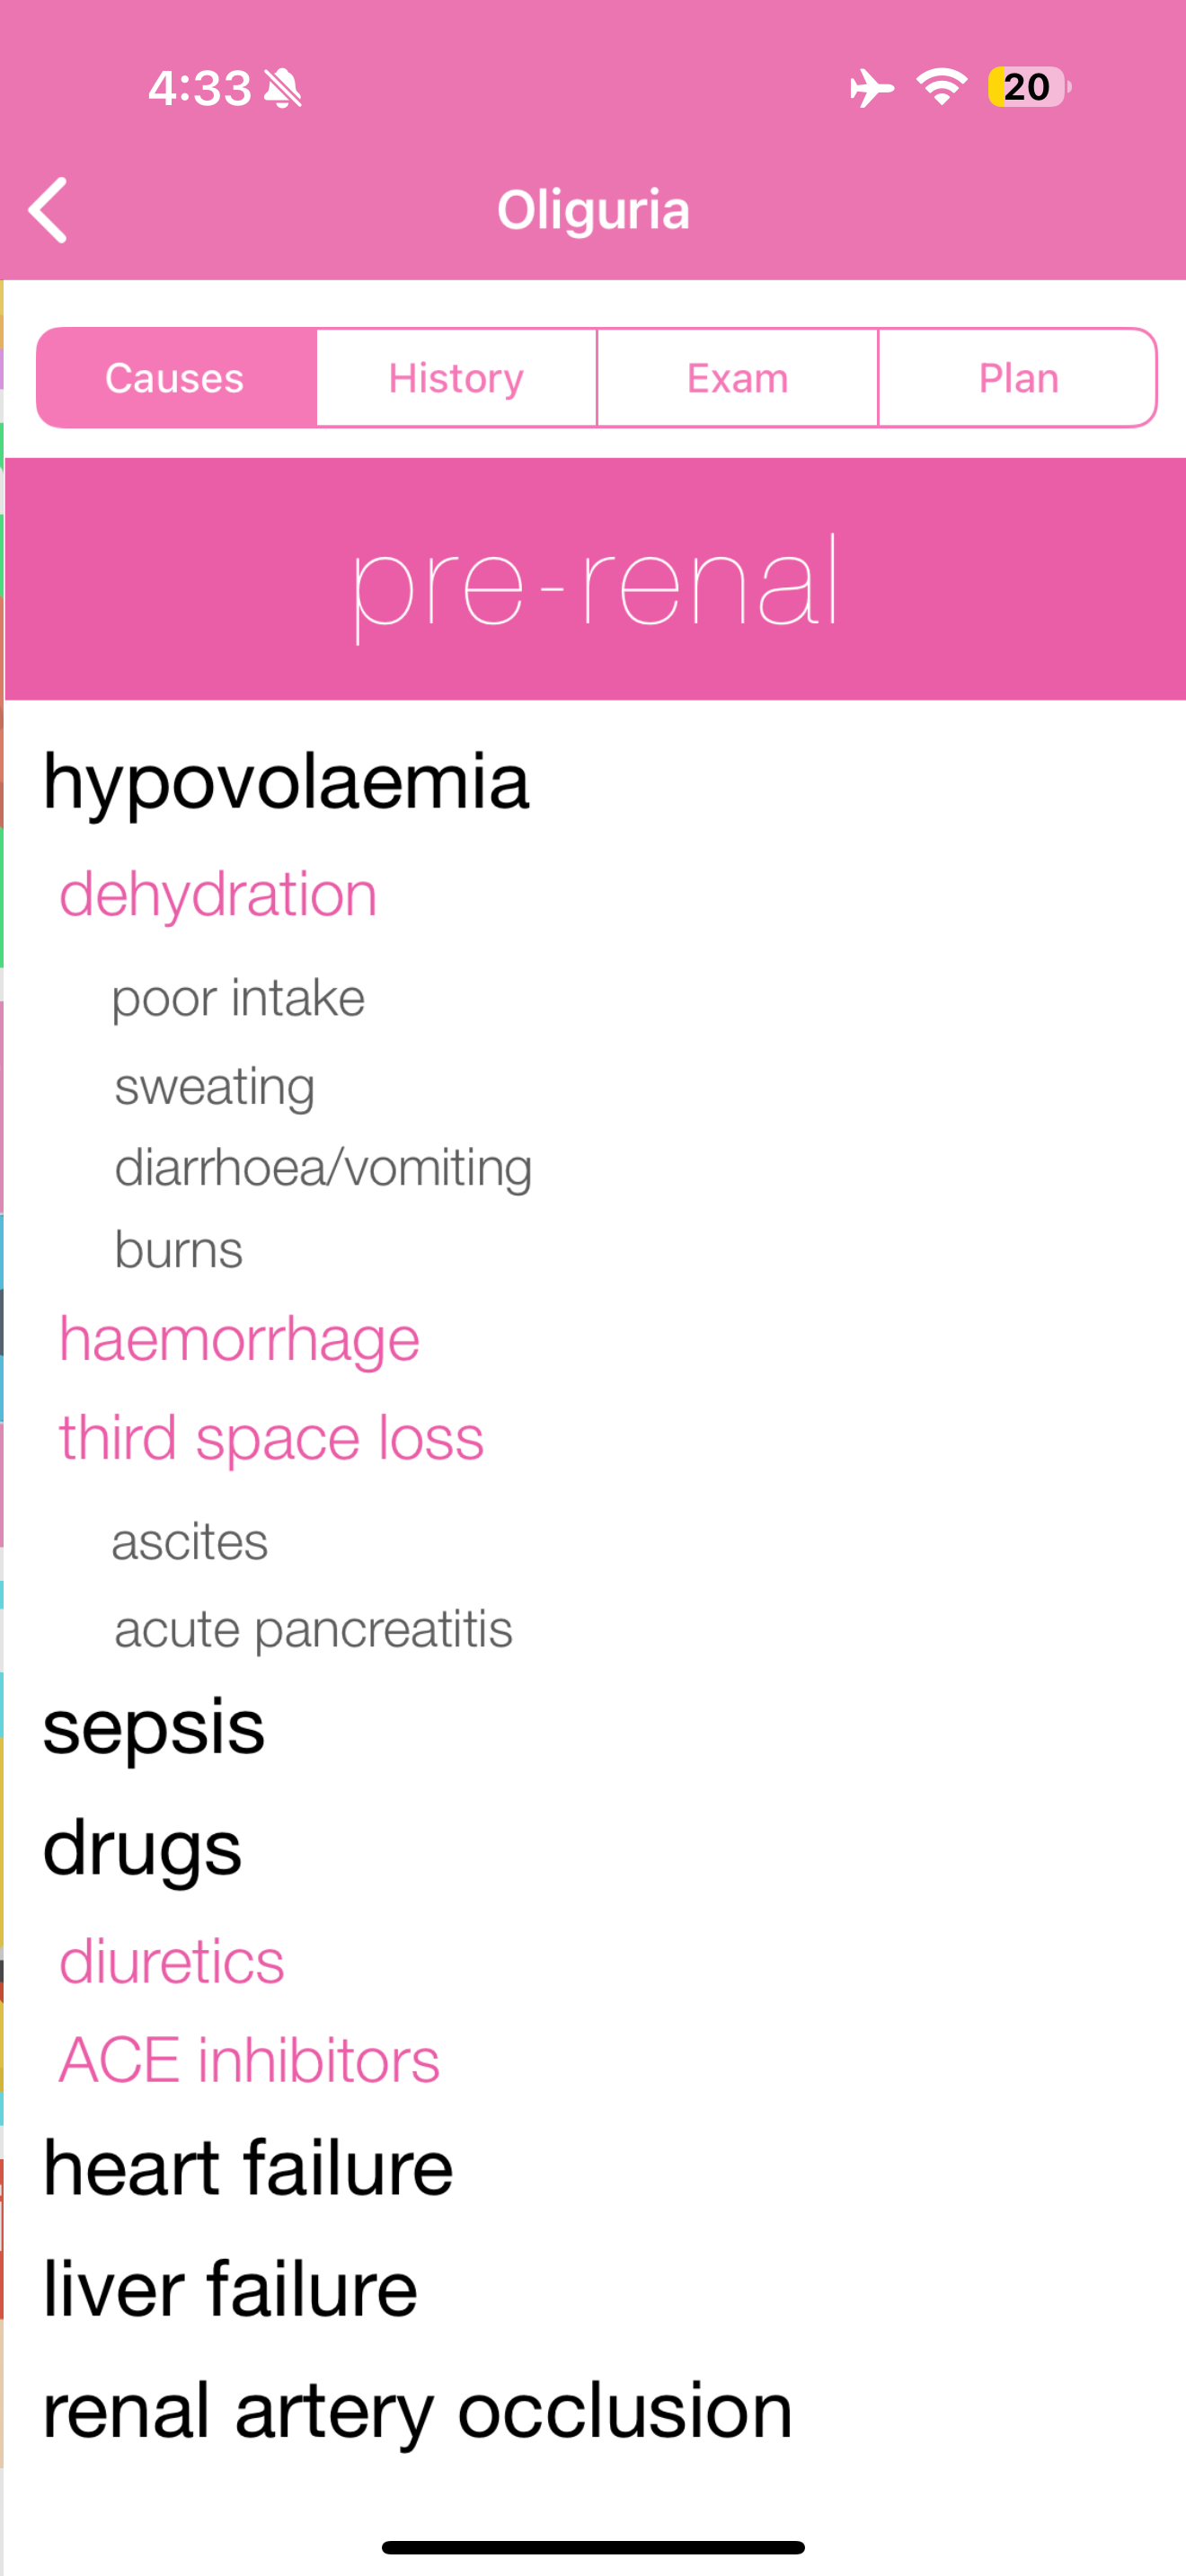 4:33
20
Oliguria
Causes History Exam Plan
pre-renal
hypovolaemia
dehydration
poor intake
sweating
diarrhoea/vomiting
burns
haemorrhage
third space loss
ascites
acute pancreatitis
sepsis
drugs
diuretics
ACE inhibitors
heart failure
liver failure
renal artery occlusion